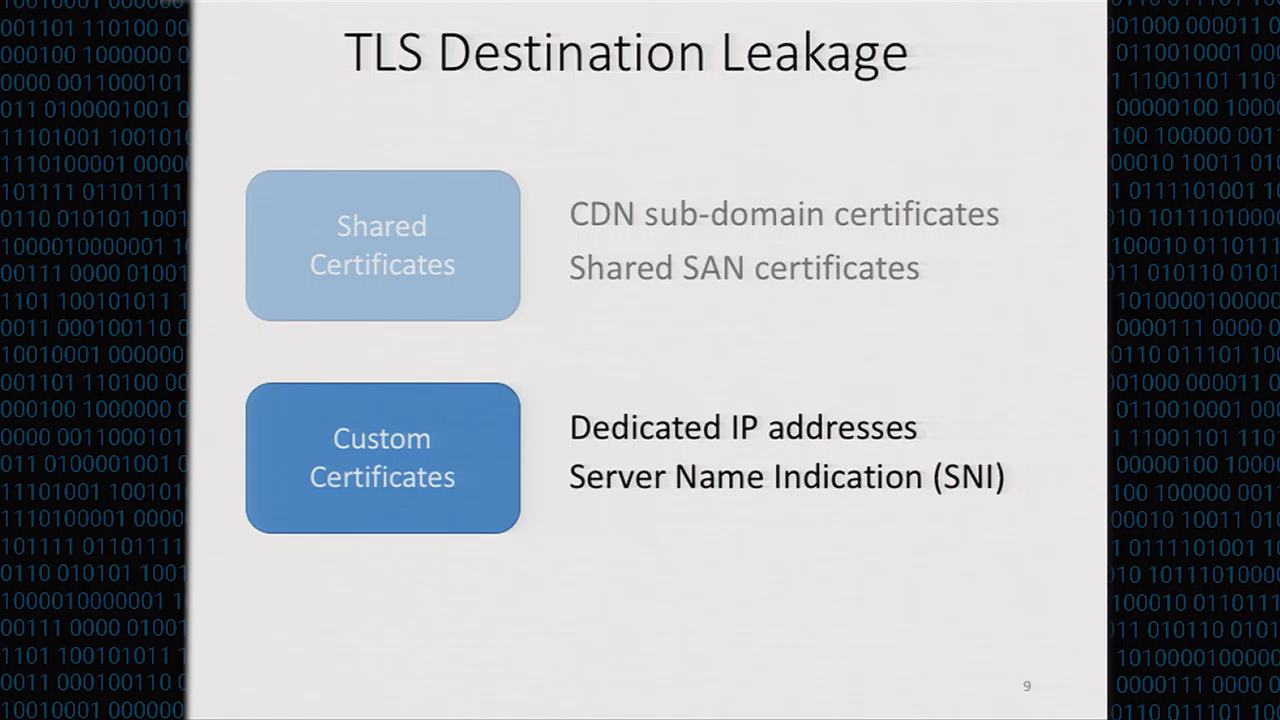 TLS Destination Leakage
Shared
Certificates
CDN sub-domain certificates
Shared SAN certificates
Custom
Certificates
Dedicated IP addresses
Server Name Indication (SNI)
9